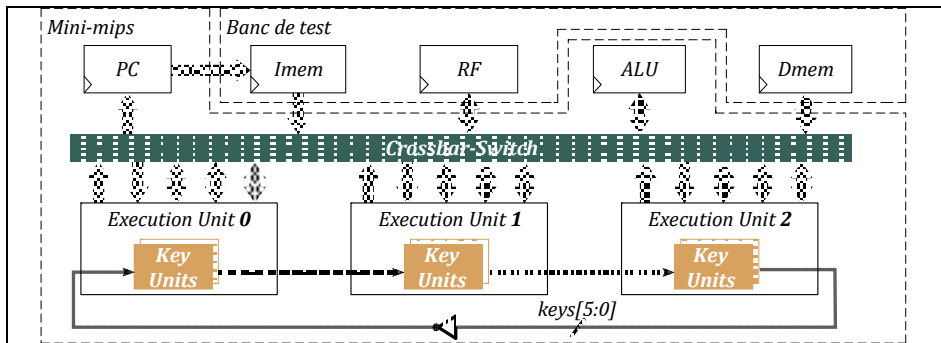 Mini-mips Banc de test
PC Imem RF ALU Dmem
Crossbar-Switch
Execution Unit 0 Execution Unit 1 Execution Unit 2
Key Key Key
Units Units Units
keys[5:0]